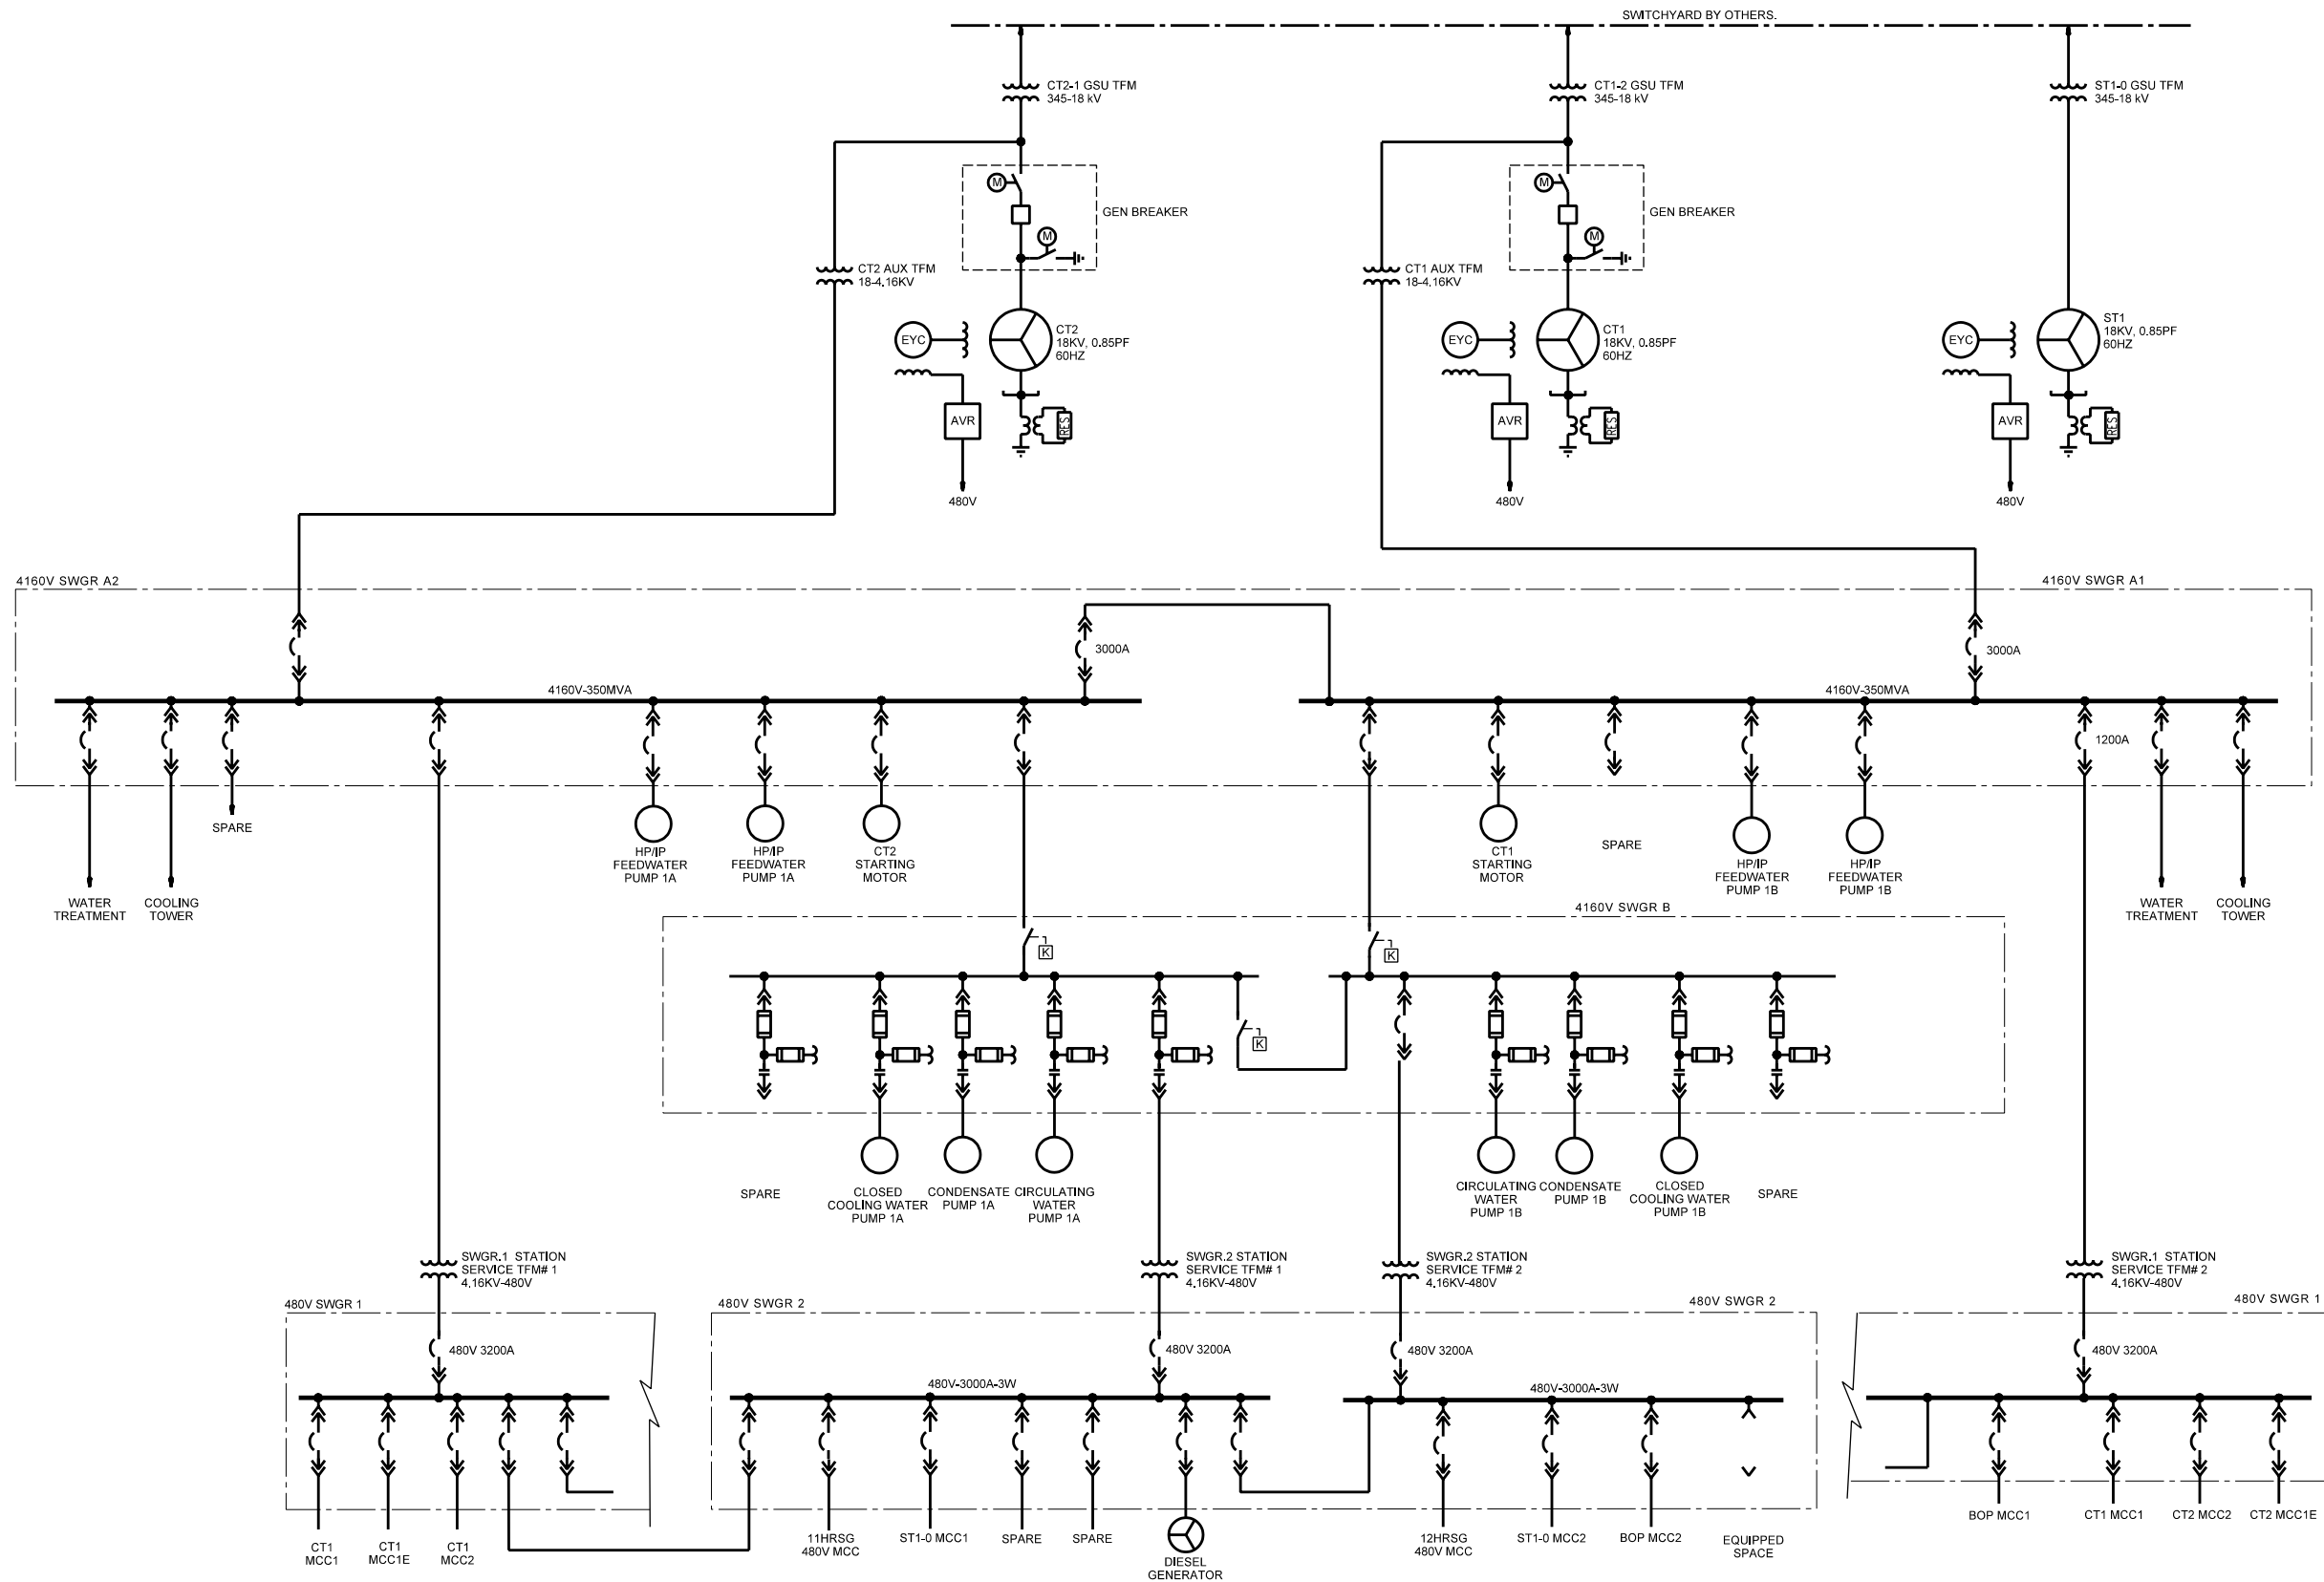 SWITCHYARD BY OTHERS.
CT2-1 GSU TFM
345-18 kV
CT1-2 GSU TFM
345-18 kV
ST1-0 GSU TFM
345-18 kV
M
GEN BREAKER
M
M
GEN BREAKER
M
CT2 AUX TFM
18-4.16KV
CT1 AUX TFM
18-4.16KV
EYC
CT2
18KV, 0.85PF
60HZ
AVR
RES
480V
EYC
CT1
18KV, 0.85PF
60HZ
AVR
RES
480V
EYC
ST1
18KV, 0.85PF
60HZ
AVR
RES
480V
4160V SWGR A2
4160V SWGR A1
3000A
3000A
4160V-350MVA
4160V-350MVA
1200A
WATER
TREATMENT
COOLING
TOWER
SPARE
HP/IP
FEEDWATER
PUMP 1A
HP/IP
FEEDWATER
PUMP 1A
CT2
STARTING
MOTOR
CT1
STARTING
MOTOR
SPARE
HP/IP
FEEDWATER
PUMP 1B
HP/IP
FEEDWATER
PUMP 1B
WATER
TREATMENT
COOLING
TOWER
4160V SWGR B
K
K
K
SPARE
CLOSED
COOLING WATER
PUMP 1A
CONDENSATE
PUMP 1A
CIRCULATING
WATER
PUMP 1A
CIRCULATING
WATER
PUMP 1B
CONDENSATE
PUMP 1B
CLOSED
COOLING WATER
PUMP 1B
SPARE
SWGR.1 STATION
SERVICE TFM# 1
4.16KV-480V
SWGR.2 STATION
SERVICE TFM# 1
4.16KV-480V
SWGR.2 STATION
SERVICE TFM# 2
4.16KV-480V
SWGR.1 STATION
SERVICE TFM# 2
4.16KV-480V
480V SWGR 1
480V SWGR 2
480V SWGR 2
480V SWGR 1
480V 3200A
480V 3200A
480V 3200A
480V 3200A
480V-3000A-3W
480V-3000A-3W
CT1
MCC1
CT1
MCC1E
CT1
MCC2
11HRSG
480V MCC
ST1-0 MCC1
SPARE
SPARE
DIESEL
GENERATOR
12HRSG
480V MCC
ST1-0 MCC2
BOP MCC2
EQUIPPED
SPACE
BOP MCC1
CT1 MCC1
CT2 MCC2
CT2 MCC1E